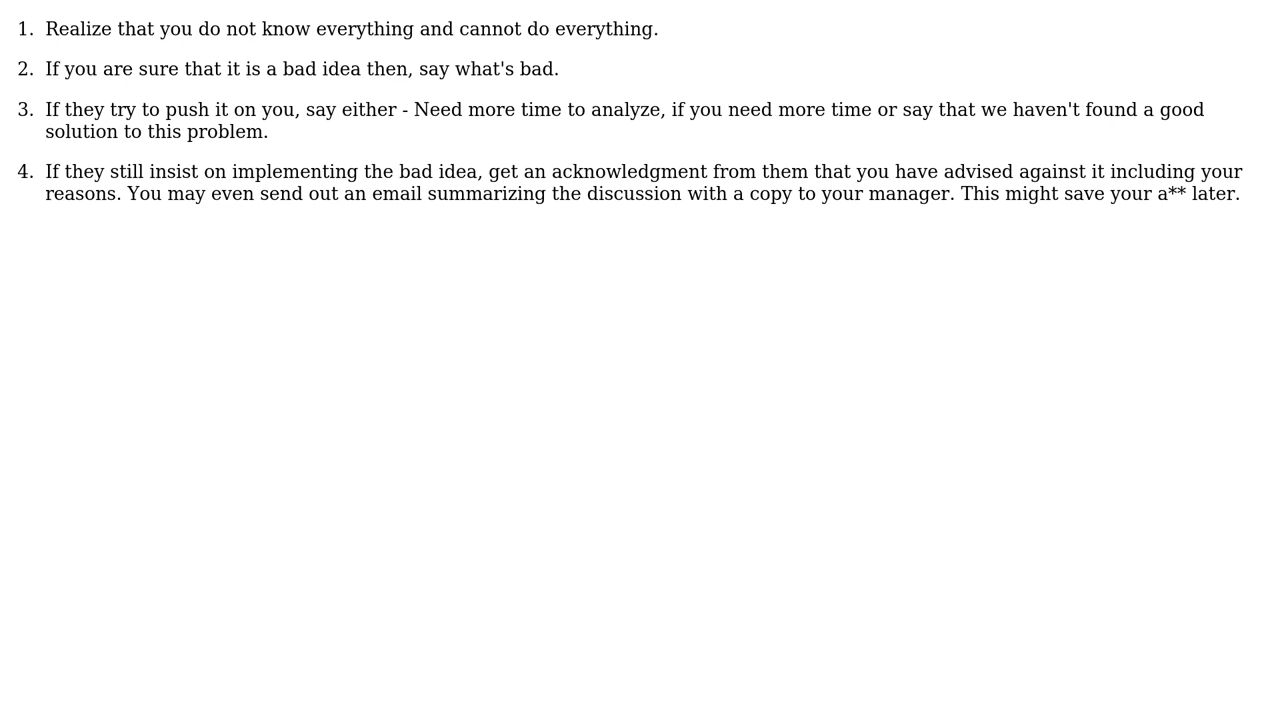 1. Realize that you do not know everything and cannot do everything.
2. If you are sure that it is a bad idea then, say what's bad.
3. If they try to push it on you, say either - Need more time to analyze, if you need more time or say that we haven't found a good
solution to this problem.
4. If they still insist on implementing the bad idea, get an acknowledgment from them that you have advised against it including your
reasons. You may even send out an email summarizing the discussion with a copy to your manager. This might save your a** later.